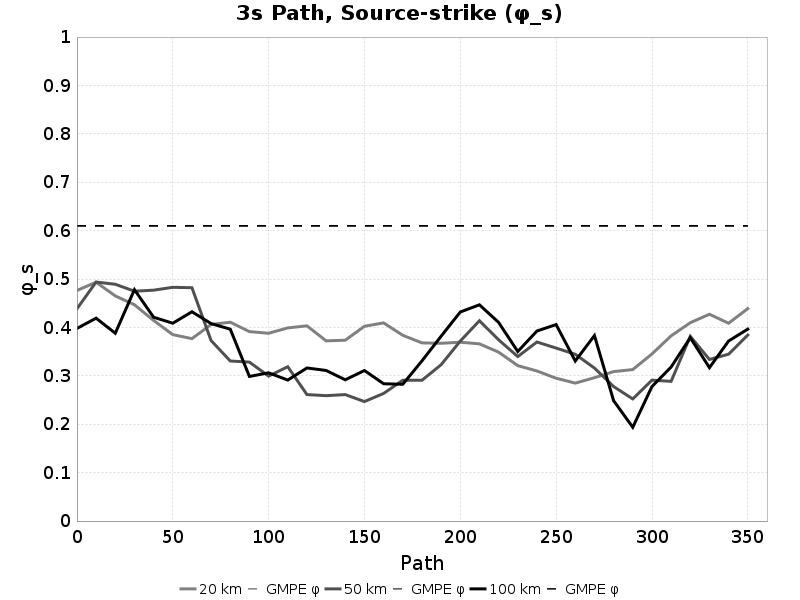 3s Path, Source-strike (φ_s)
1
0.9
0.8
0.7
0.6
0.5
0.4
0.3
0.2
0.1
0
φ_s
0 50 100 150 200 250 300 350
Path
20 km GMPE φ 50 km GMPE φ 100 km GMPE φ